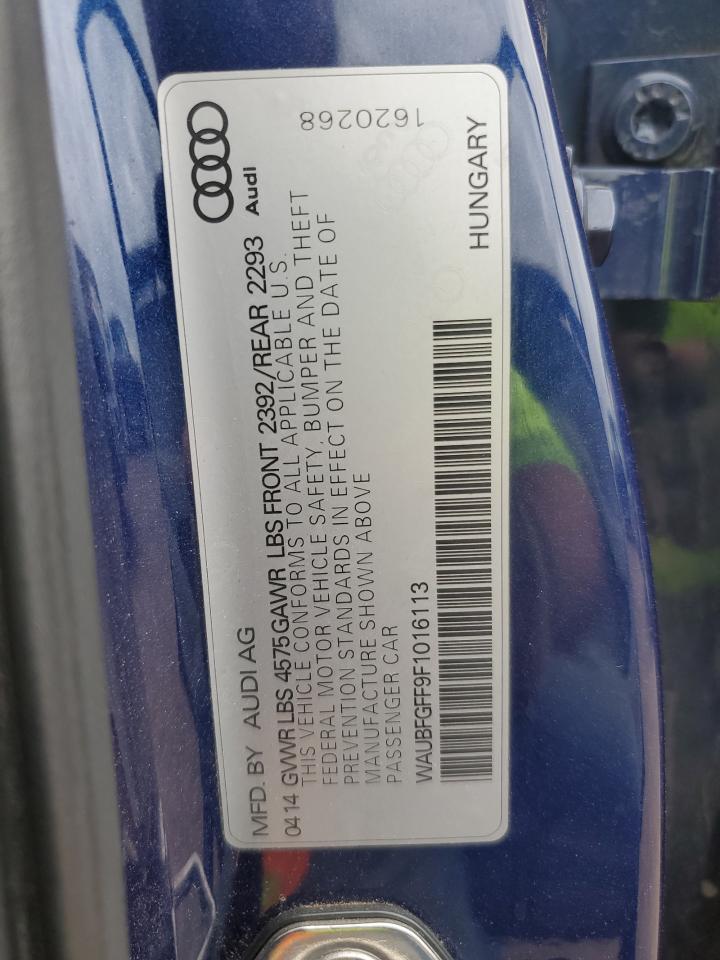 MFD. BY AUDI AG
Audi
04 14 GVWR LBS 4575 GAWR LBS FRONT 2392/REAR 2293
THIS VEHICLE CONFORMS TO ALL APPLICABLE U.S.
FEDERAL MOTOR VEHICLE SAFETY, BUMPER AND THEFT
PREVENTION STANDARDS IN EFFECT ON THE DATE OF
MANUFACTURE SHOWN ABOVE
PASSENGER CAR
1620268
WAUBFGFF9F1016113
HUNGARY